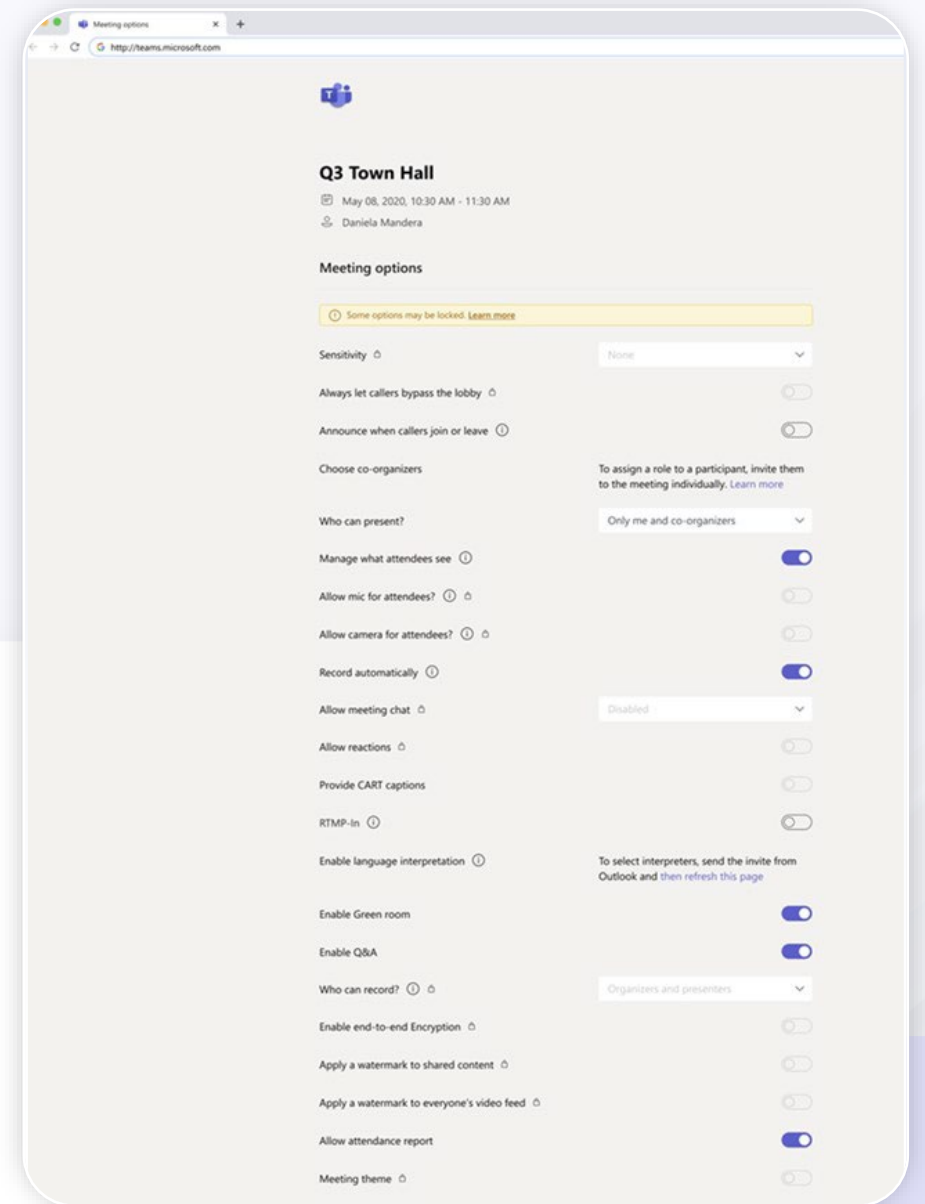 Meeting options
http://teams.microsoft.com
T
Q3 Town Hall
May 08, 2020, 10:30 AM - 11:30 AM
Daniela Mandera
Meeting options
Some options may be locked. Learn more
Sensitivity
None
Always let callers bypass the lobby
Announce when callers join or leave
Choose co-organizers
To assign a role to a participant, invite them
to the meeting individually. Learn more
Who can present?
Only me and co-organizers
Manage what attendees see
Allow mic for attendees?
Allow camera for attendees?
Record automatically
Allow meeting chat
Disabled
Allow reactions
Provide CART captions
RTMP-In
Enable language interpretation
To select interpreters, send the invite from
Outlook and then refresh this page
Enable Green room
Enable Q&A
Who can record?
Organizers and presenters
Enable end-to-end Encryption
Apply a watermark to shared content
Apply a watermark to everyone's video feed
Allow attendance report
Meeting theme